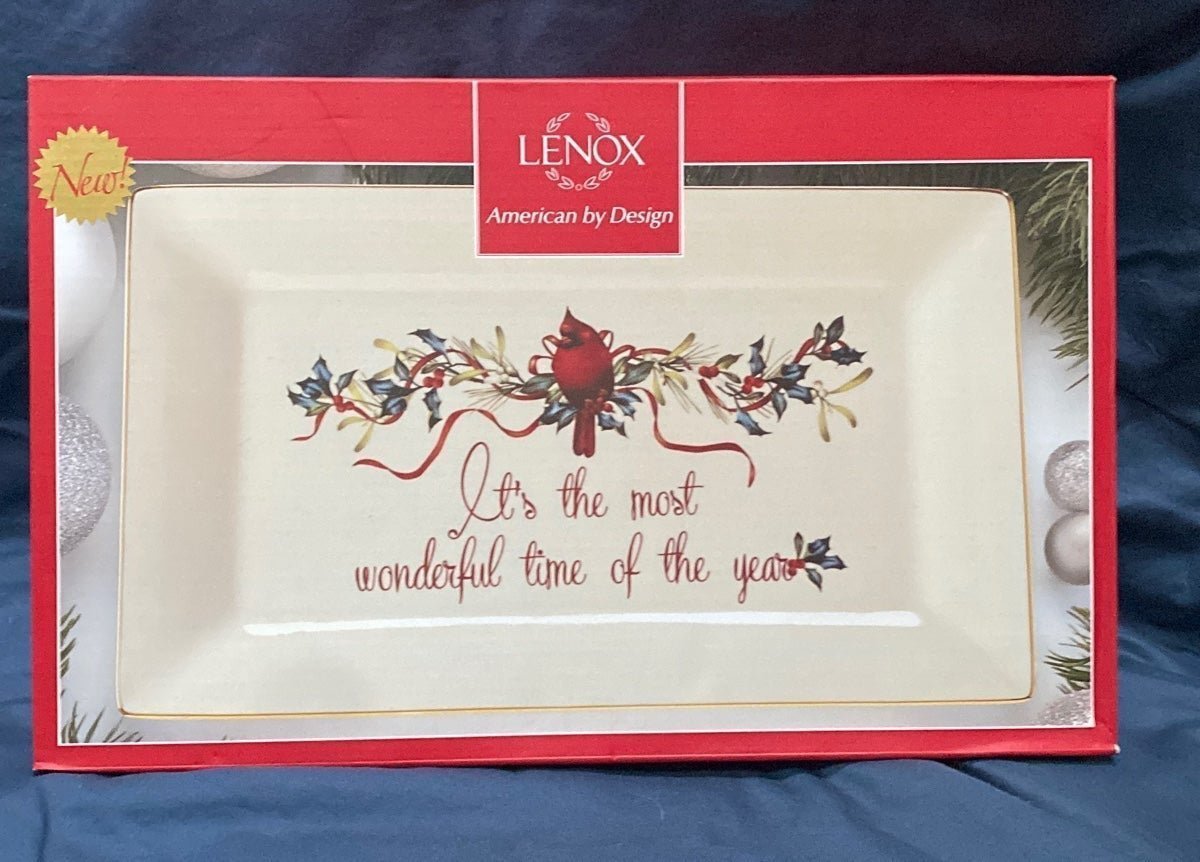 New!
LENOX
American by Design
It's the most
wonderful time of the year